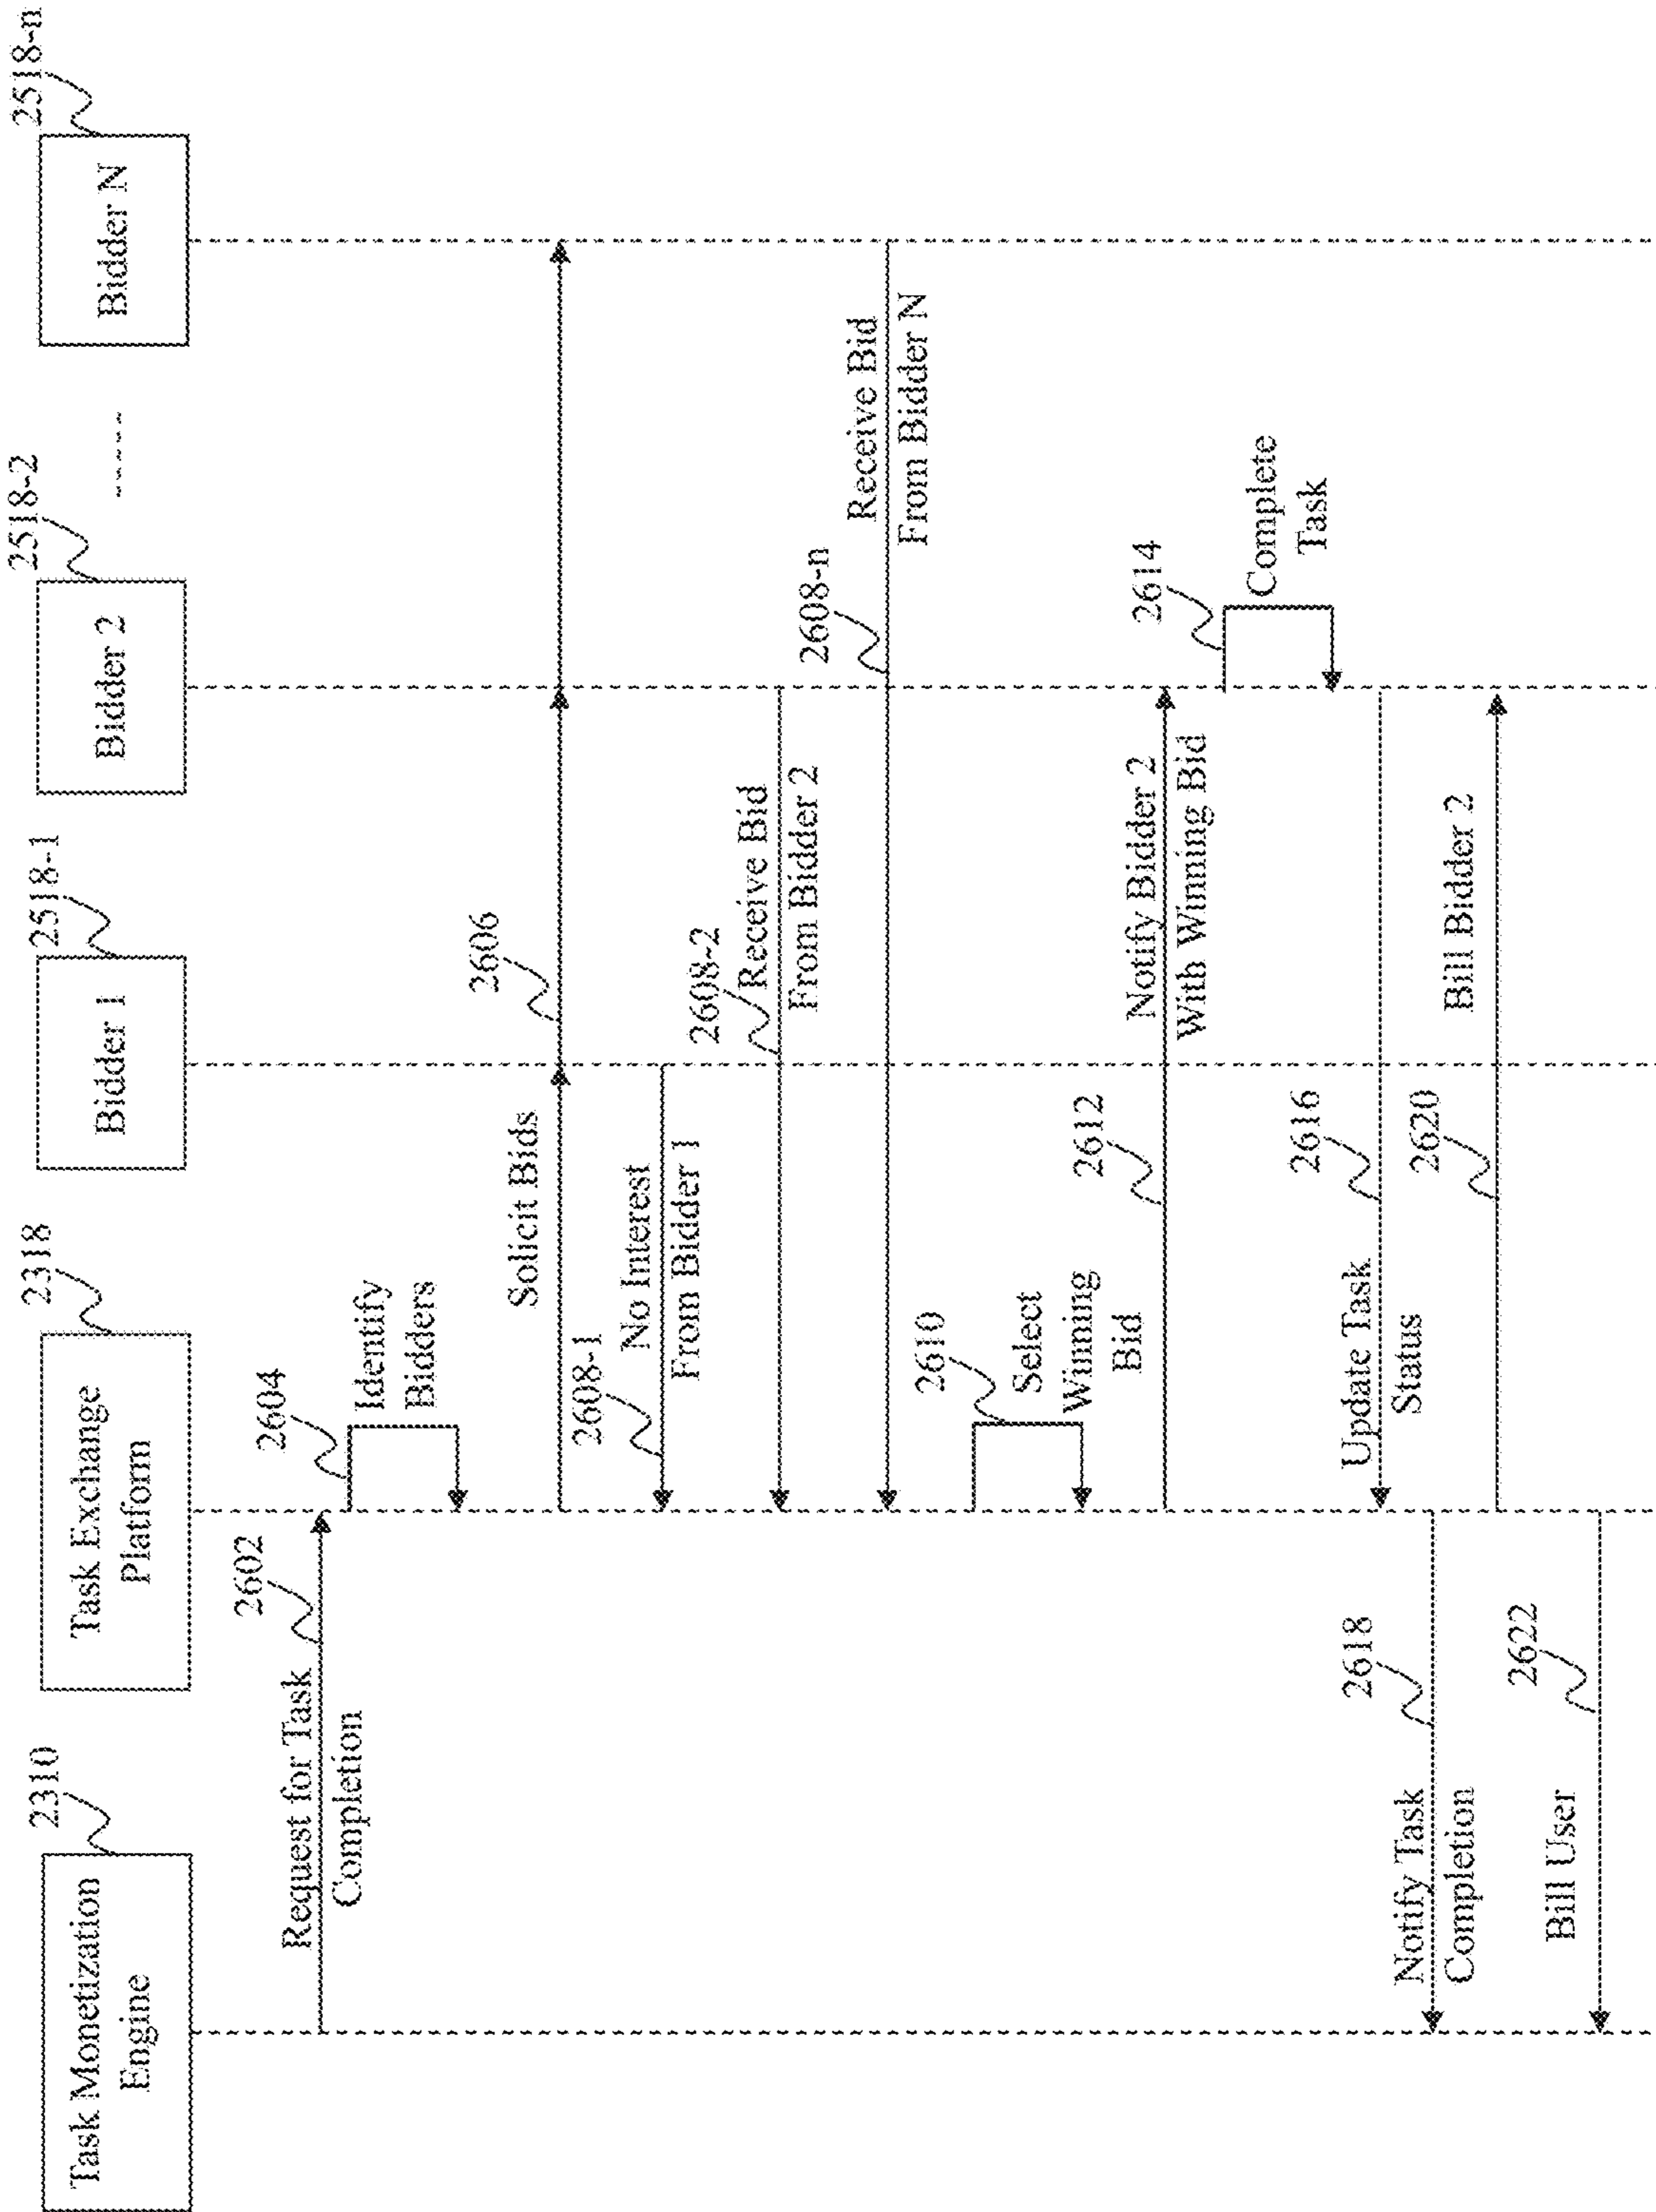 2310
Task Monetization
Engine
2318
Task Exchange
Platform
2518-1
Bidder 1
2518-2
Bidder 2
2518-n
Bidder N
2602
Request for Task
Completion
2604
Identify
Bidders
2606
Solicit Bids
2608-1
No Interest
From Bidder 1
2608-2
Receive Bid
From Bidder 2
2608-n
Receive Bid
From Bidder N
2610
Select
Winning
Bid
2612
Notify Bidder 2
With Winning Bid
2614
Complete
Task
2616
Update Task
Status
2618
Notify Task
Completion
2620
Bill Bidder 2
2622
Bill User